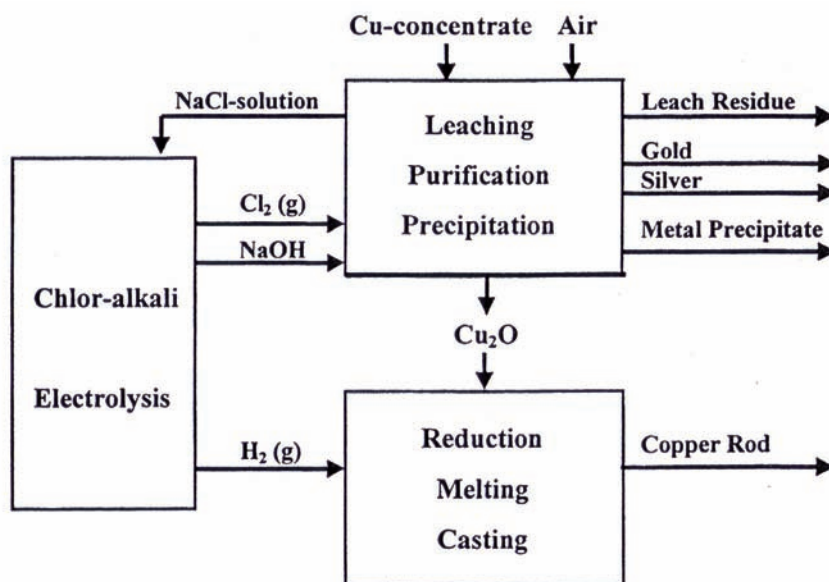 Cu-concentrate Air
NaCl-solution
Leaching
Purification
Precipitation
Leach Residue
Gold
Silver
Metal Precipitate
Cl₂ (g)
NaOH
Chlor-alkali
Electrolysis
Cu₂O
H₂ (g)
Reduction
Melting
Casting
Copper Rod